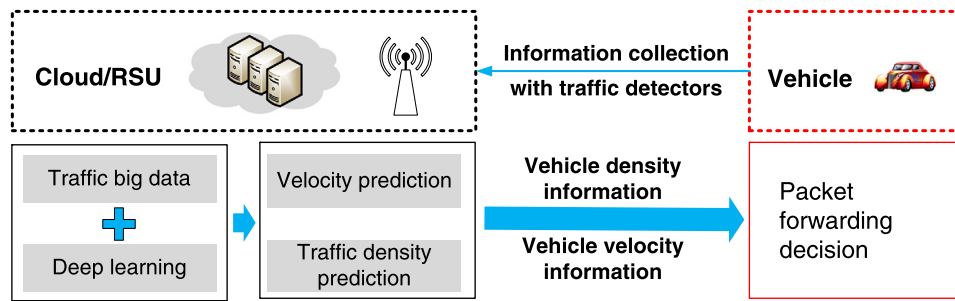 Cloud/RSU
Information collection
with traffic detectors
Vehicle
Traffic big data
Deep learning
Velocity prediction
Traffic density
prediction
Vehicle density
information
Vehicle velocity
information
Packet
forwarding
decision